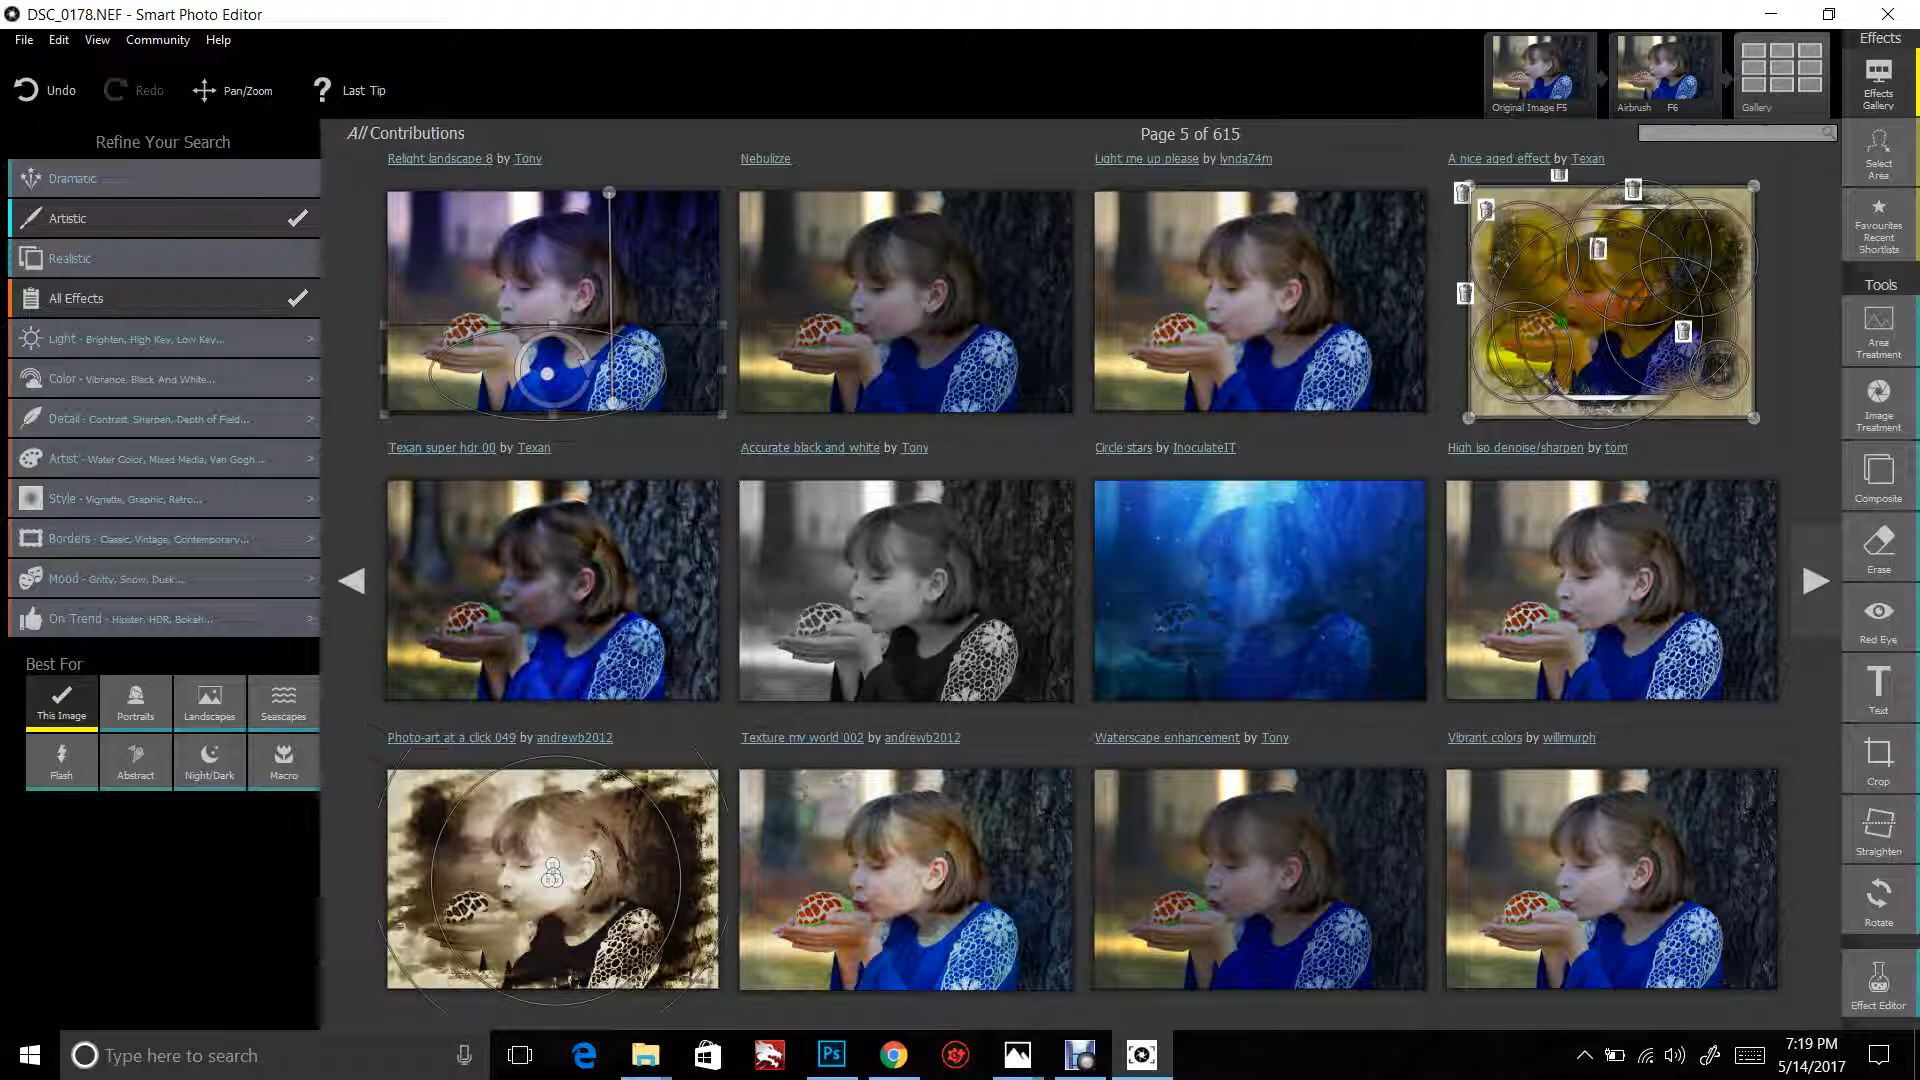 DSC_0178.NEF - Smart Photo Editor
File Edit View Community Help
Undo Redo Pan/Zoom ? Last Tip
Original Image F5 Airbrush F6 Gallery
Refine Your Search
Dramatic
Artistic
Realistic
All Effects
Light - Brighten, High Key, Low Key... >
Color - Vibrance, Black And White... >
Detail - Contrast, Sharpen, Depth of Field... >
Artist - Water Color, Mixed Media, Van Gogh... >
Style - Vignette, Graphic, Retro... >
Borders - Classic, Vintage, Contemporary... >
Mood - Gritty, Snow, Dusk... >
On Trend - Hipster, HDR, Bokeh... >
Best For
This Image Portraits Landscapes Seascapes
Flash Abstract Night/Dark Macro
All Contributions Page 5 of 615
Relight landscape 8 by Tony
Nebulizze
Light me up please by lynda74m
A nice aged effect by Texan
Texan super hdr 00 by Texan
Accurate black and white by Tony
Circle stars by InoculateIT
High iso denoise/sharpen by tom
Photo-art at a click 049 by andrewb2012
Texture my world 002 by andrewb2012
Waterscape enhancement by Tony
Vibrant colors by willimurph
Effects
Effects
Gallery
Select
Area
Favourites
Recent
Shortlists
Tools
Area
Treatment
Image
Treatment
Composite
Erase
Red Eye
T
Text
Crop
Straighten
Rotate
Effect Editor
Type here to search
Ps
7:19 PM
5/14/2017